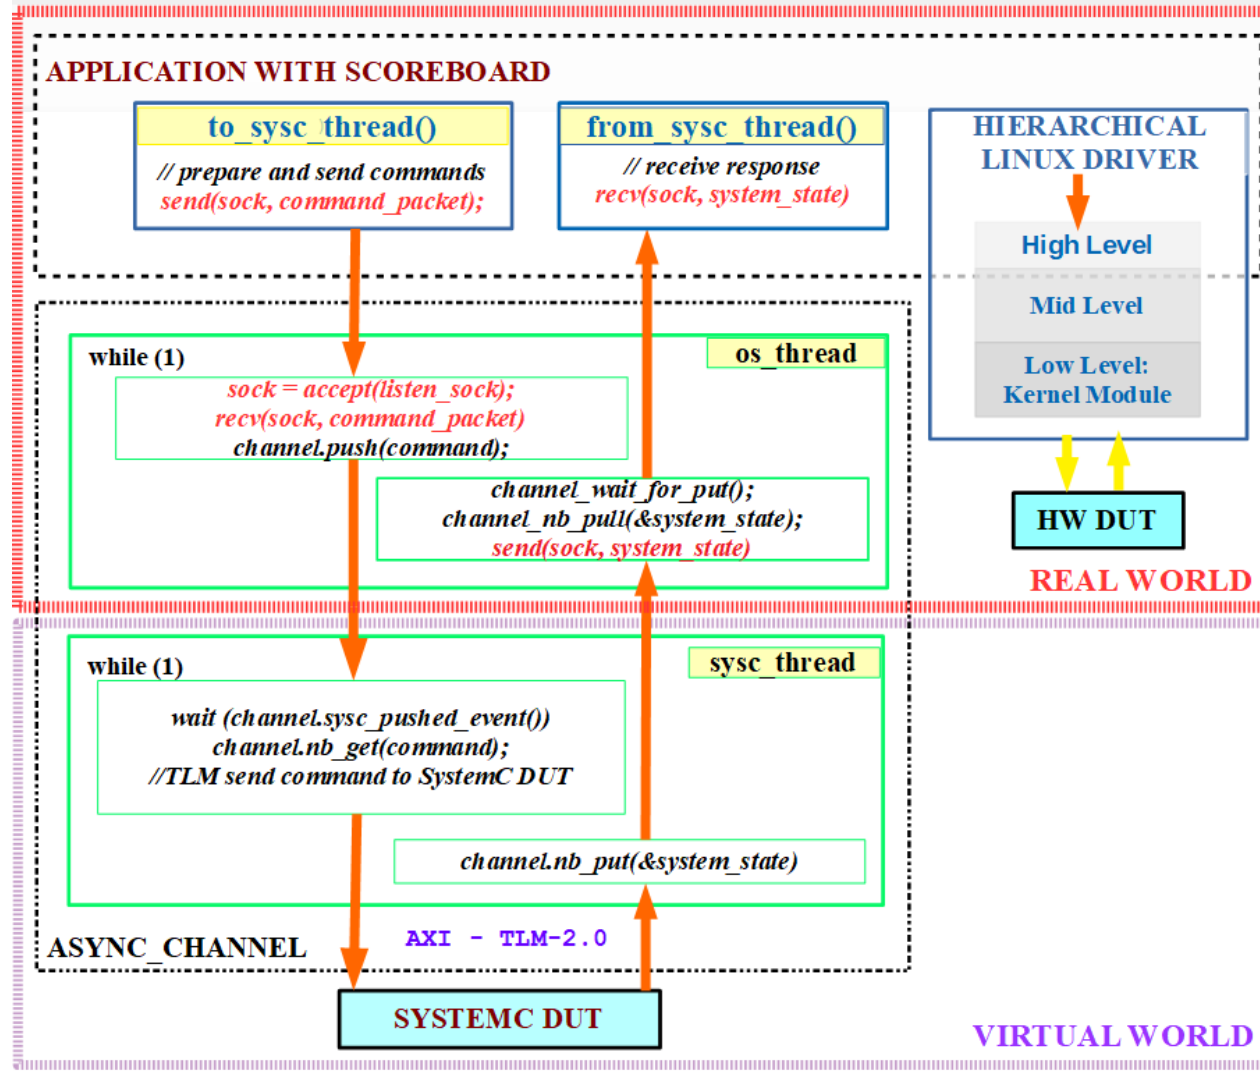 APPLICATION WITH SCOREBOARD
to_sysc_thread()
// prepare and send commands
send(sock, command_packet);
from_sysc_thread()
// receive response
recv(sock, system_state)
HIERARCHICAL
LINUX DRIVER
High Level
Mid Level
Low Level:
Kernel Module
HW DUT
REAL WORLD
while (1)
os_thread
sock = accept(listen_sock);
recv(sock, command_packet)
channel.push(command);
channel_wait_for_put();
channel_nb_pull(&system_state);
send(sock, system_state)
while (1)
sysc_thread
wait (channel.sysc_pushed_event())
channel.nb_get(command);
//TLM send command to SystemC DUT
channel.nb_put(&system_state)
ASYNC_CHANNEL
AXI - TLM-2.0
SYSTEMC DUT
VIRTUAL WORLD